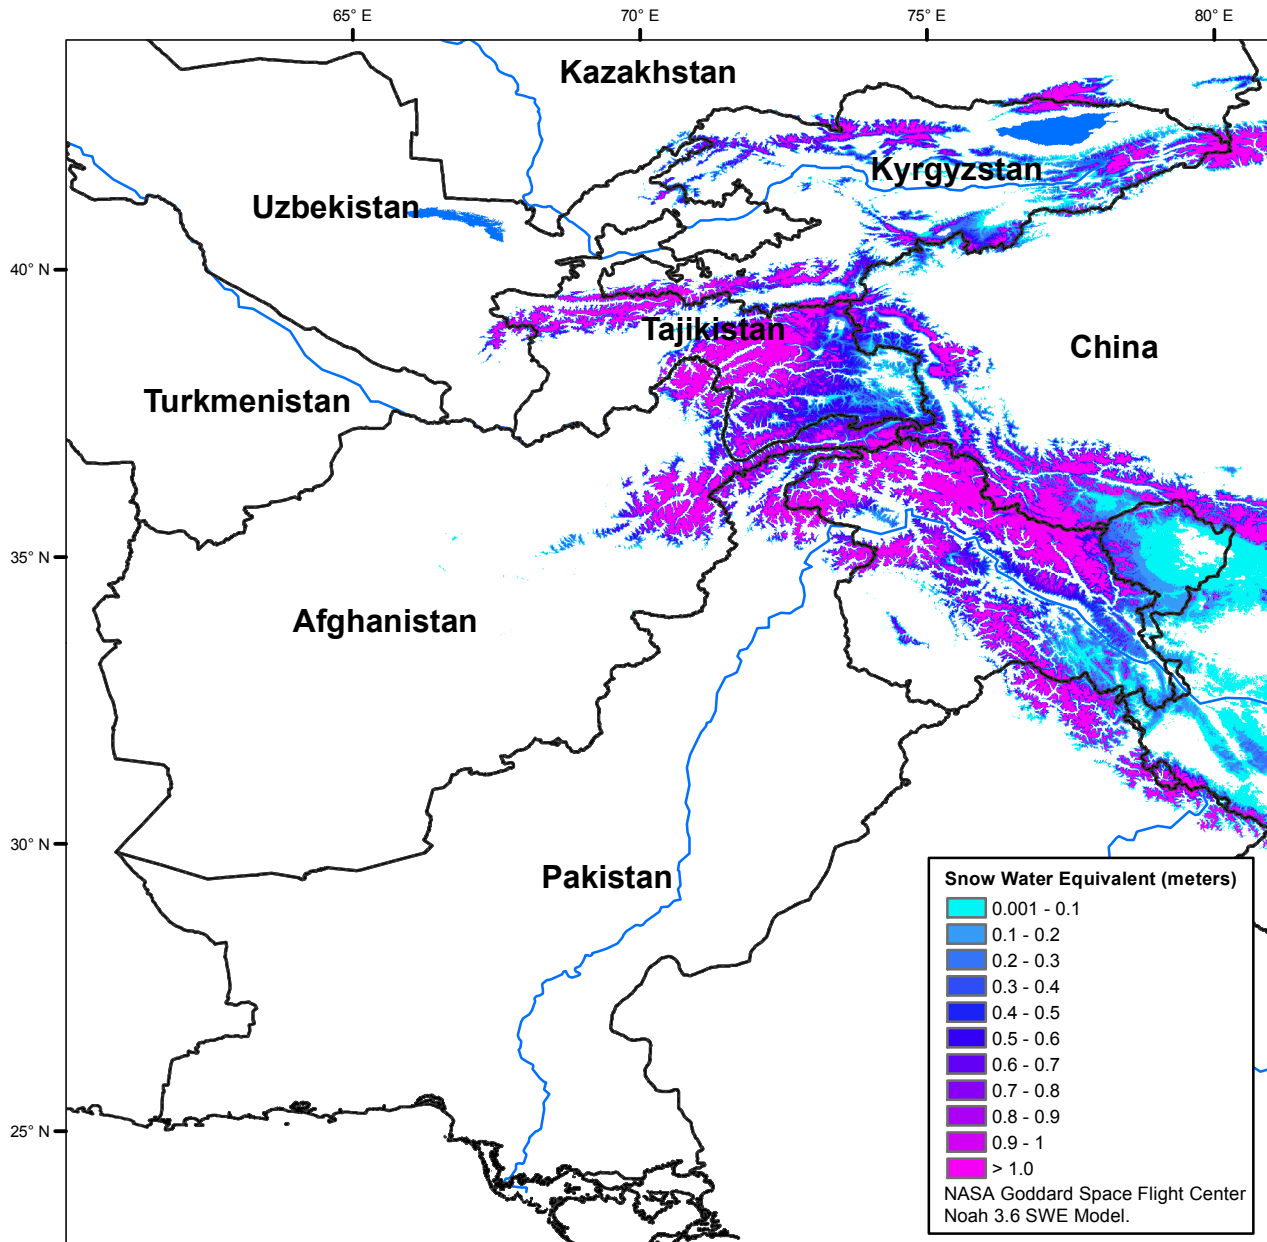 65° E
70° E
75° E
80° E
Kazakhstan
Kyrgyzstan
Uzbekistan
40° N
Tajikistan
China
Turkmenistan
35° N
Afghanistan
30° N
Pakistan
25° N
Snow Water Equivalent (meters)
0.001 - 0.1
0.1 - 0.2
0.2 - 0.3
0.3 - 0.4
0.4 - 0.5
0.5 - 0.6
0.6 - 0.7
0.7 - 0.8
0.8 - 0.9
0.9 - 1
> 1.0
NASA Goddard Space Flight Center
Noah 3.6 SWE Model.